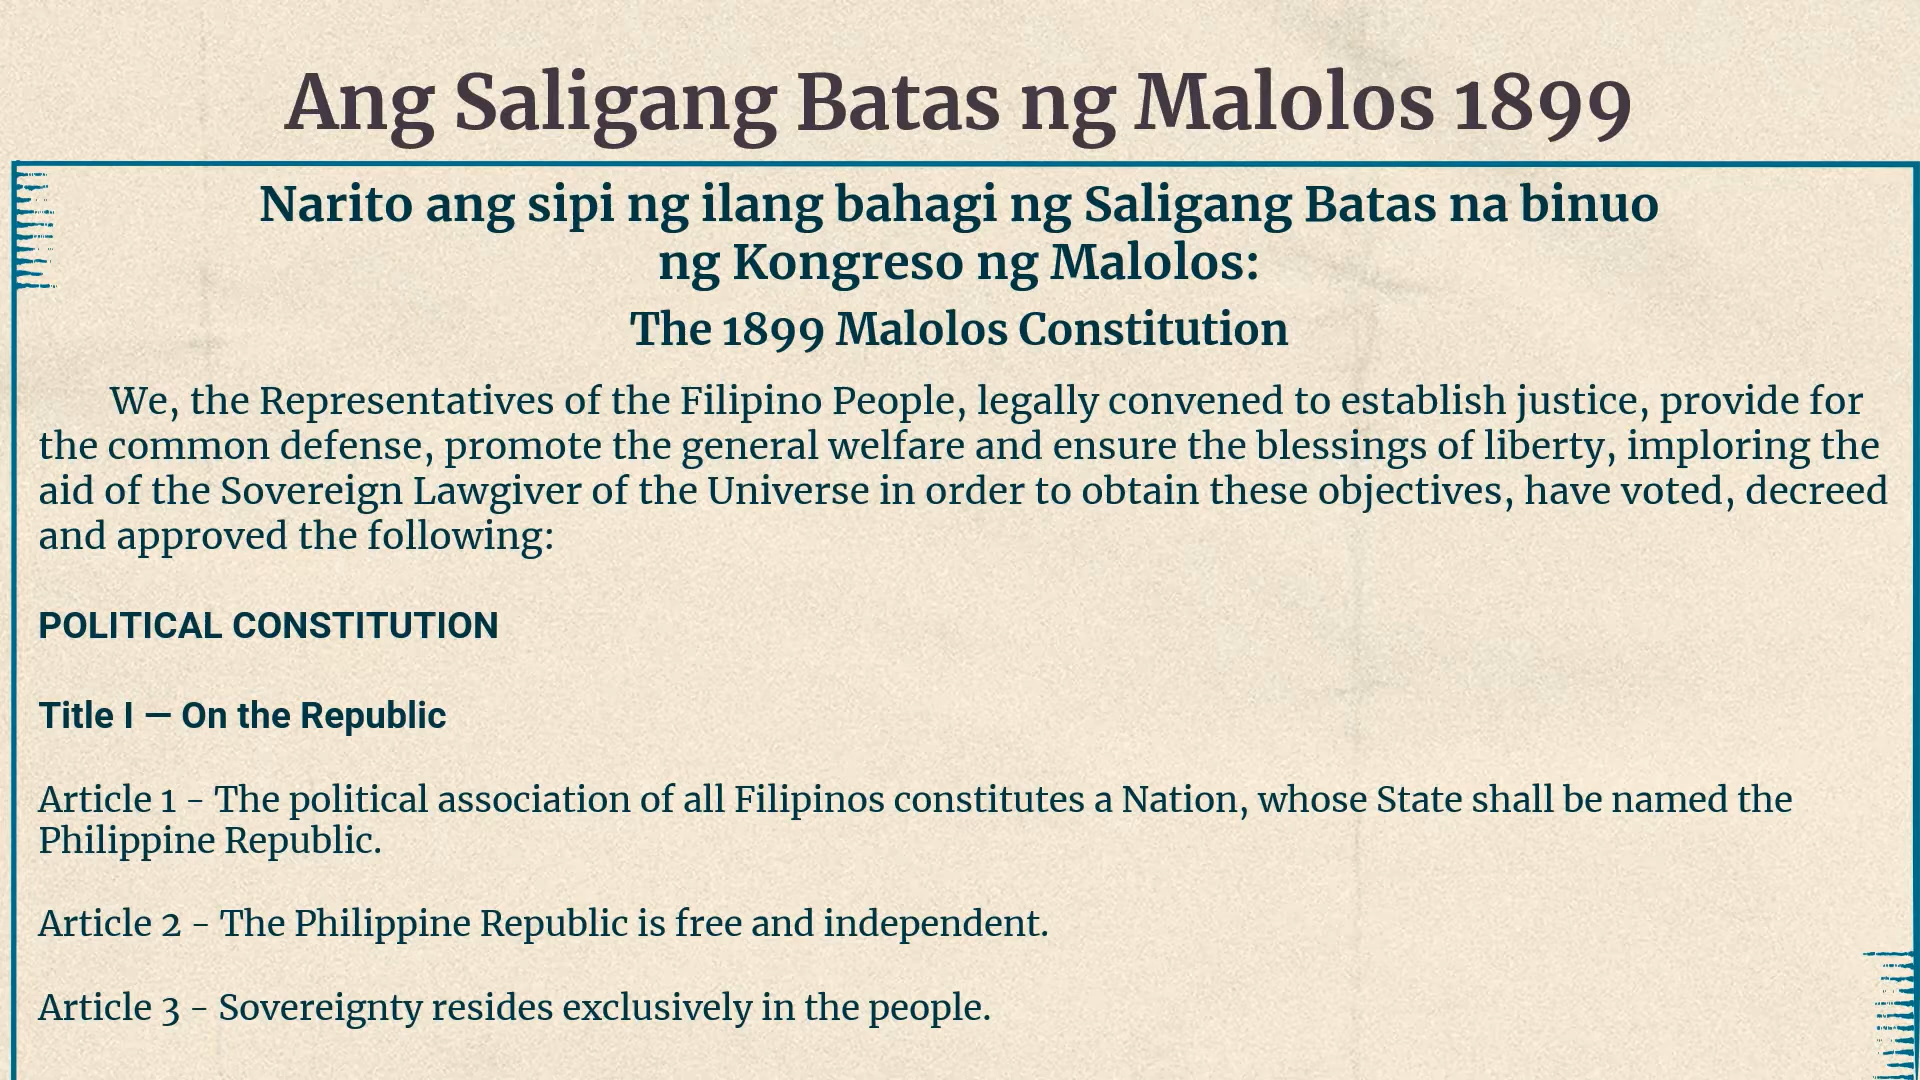 Ang Saligang Batas ng Malolos 1899
Narito ang sipi ng ilang bahagi ng Saligang Batas na binuo
ng Kongreso ng Malolos:
The 1899 Malolos Constitution
We, the Representatives of the Filipino People, legally convened to establish justice, provide for
the common defense, promote the general welfare and ensure the blessings of liberty, imploring the
aid of the Sovereign Lawgiver of the Universe in order to obtain these objectives, have voted, decreed
and approved the following:
POLITICAL CONSTITUTION
Title I — On the Republic
Article 1 - The political association of all Filipinos constitutes a Nation, whose State shall be named the
Philippine Republic.
Article 2 - The Philippine Republic is free and independent.
Article 3 - Sovereignty resides exclusively in the people.